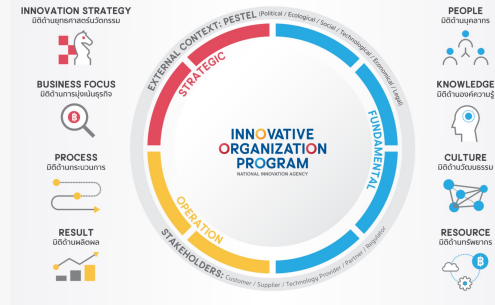 INNOVATION STRATEGY
มิติด้านยุทธศาสตร์นวัตกรรม
BUSINESS FOCUS
มิติด้านการมุ่งเน้นธุรกิจ
PROCESS
มิติด้านกระบวนการ
RESULT
มิติด้านผลิตผล
EXTERNAL CONTEXT: PESTEL (Political / Ecological / Social / Technological / Economical / Legal)
STRATEGIC
FUNDAMENTAL
OPERATION
INNOVATIVE
ORGANIZATION
PROGRAM
NATIONAL INNOVATION AGENCY
STAKEHOLDERS: Customer / Supplier / Technology Provider / Partner / Regulator
PEOPLE
มิติด้านบุคลากร
KNOWLEDGE
มิติด้านองค์ความรู้
CULTURE
มิติด้านวัฒนธรรม
RESOURCE
มิติด้านทรัพยากร